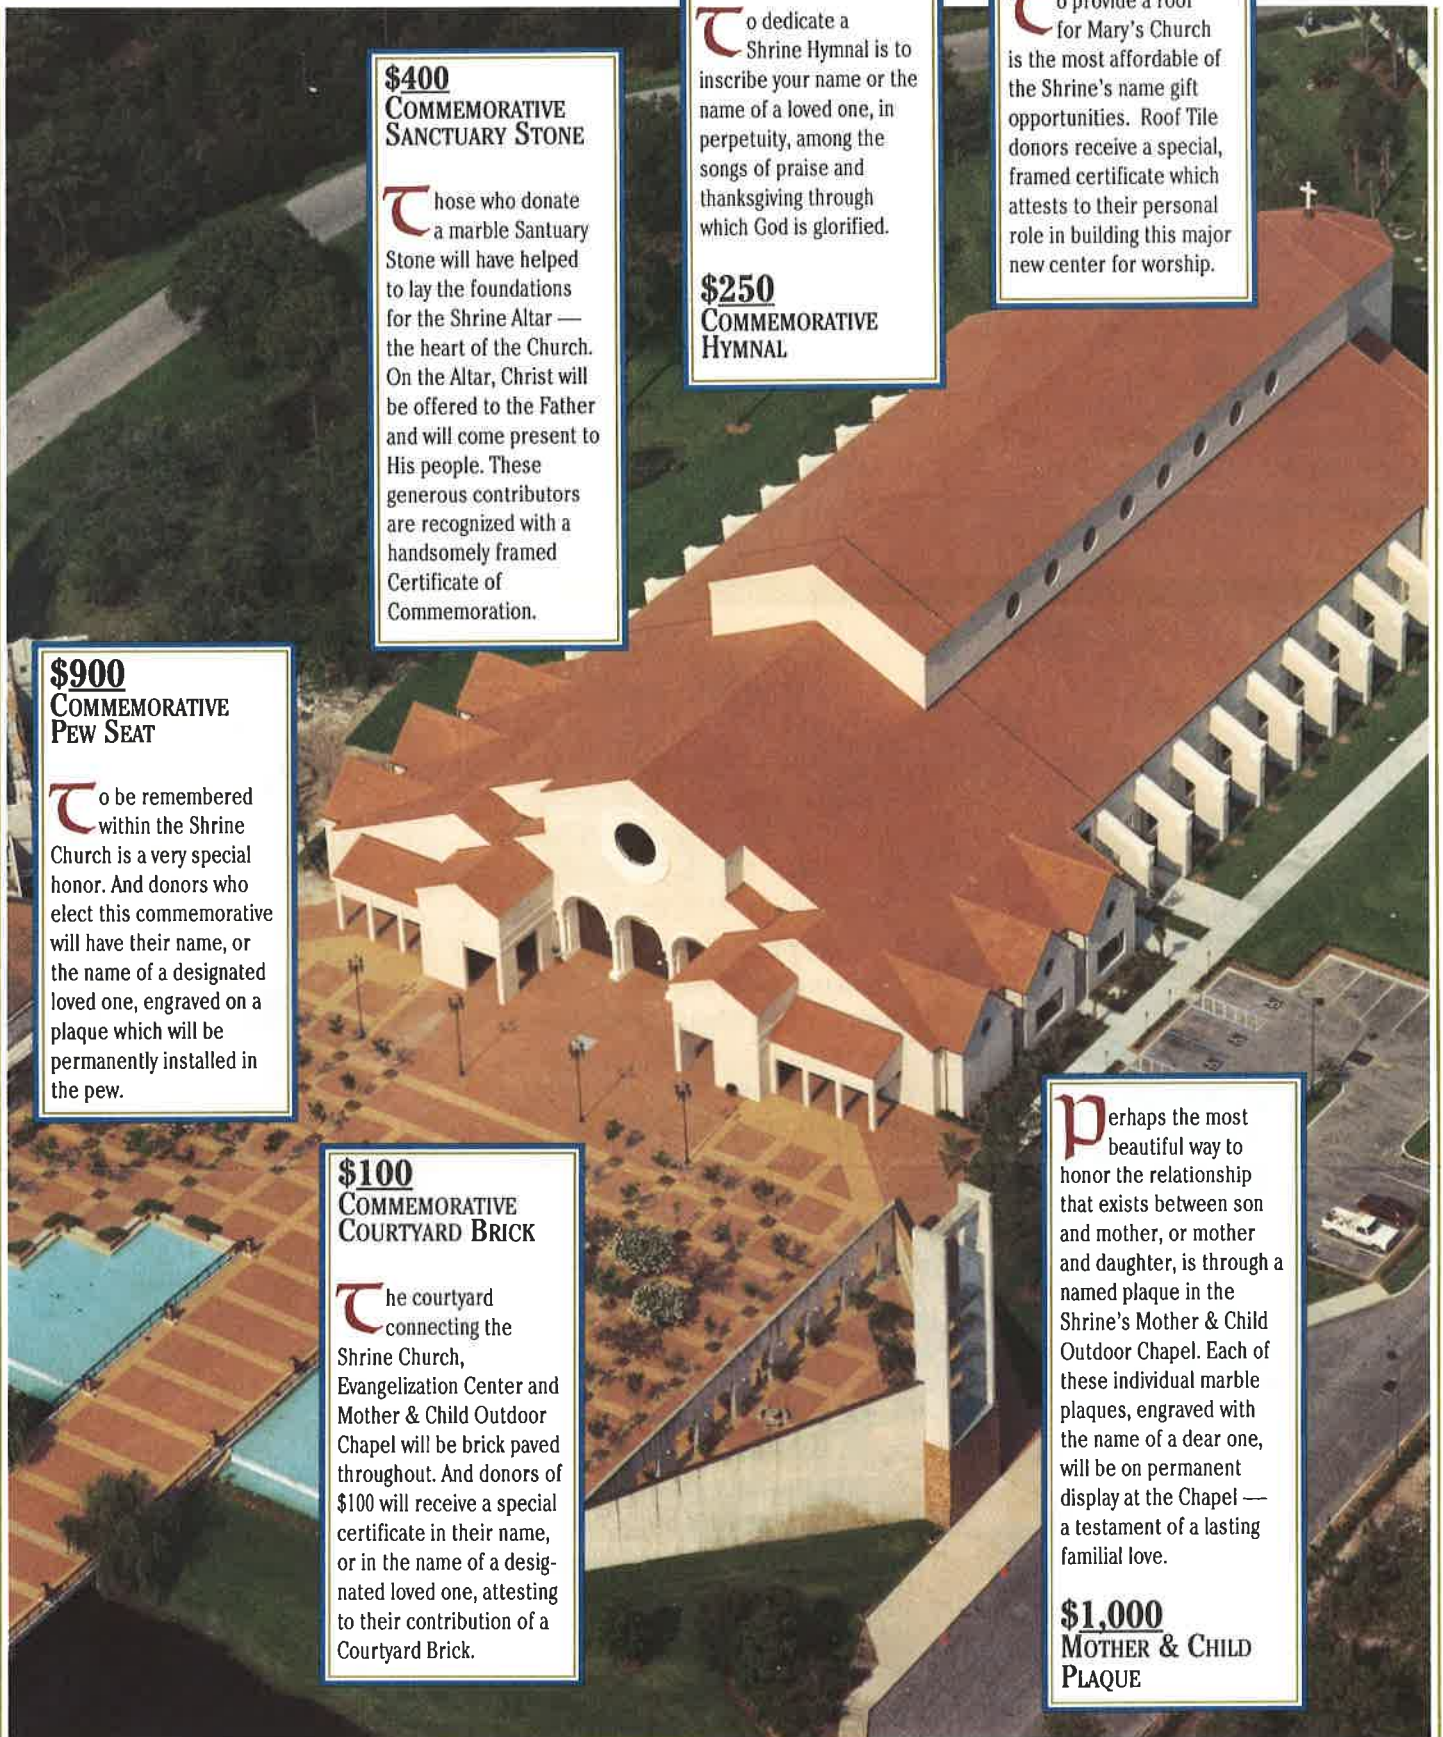 To dedicate a
Shrine Hymnal is to
inscribe your name or the
name of a loved one, in
perpetuity, among the
songs of praise and
thanksgiving through
which God is glorified.
$250
COMMEMORATIVE
HYMNAL
To provide a roof
for Mary's Church
is the most affordable of
the Shrine's name gift
opportunities. Roof Tile
donors receive a special,
framed certificate which
attests to their personal
role in building this major
new center for worship.
$400
COMMEMORATIVE
SANCTUARY STONE
Those who donate
a marble Santuary
Stone will have helped
to lay the foundations
for the Shrine Altar —
the heart of the Church.
On the Altar, Christ will
be offered to the Father
and will come present to
His people. These
generous contributors
are recognized with a
handsomely framed
Certificate of
Commemoration.
$900
COMMEMORATIVE
PEW SEAT
To be remembered
within the Shrine
Church is a very special
honor. And donors who
elect this commemorative
will have their name, or
the name of a designated
loved one, engraved on a
plaque which will be
permanently installed in
the pew.
$100
COMMEMORATIVE
COURTYARD BRICK
The courtyard
connecting the
Shrine Church,
Evangelization Center and
Mother & Child Outdoor
Chapel will be brick paved
throughout. And donors of
$100 will receive a special
certificate in their name,
or in the name of a desig-
nated loved one, attesting
to their contribution of a
Courtyard Brick.
Perhaps the most
beautiful way to
honor the relationship
that exists between son
and mother, or mother
and daughter, is through a
named plaque in the
Shrine's Mother & Child
Outdoor Chapel. Each of
these individual marble
plaques, engraved with
the name of a dear one,
will be on permanent
display at the Chapel —
a testament of a lasting
familial love.
$1,000
MOTHER & CHILD
PLAQUE